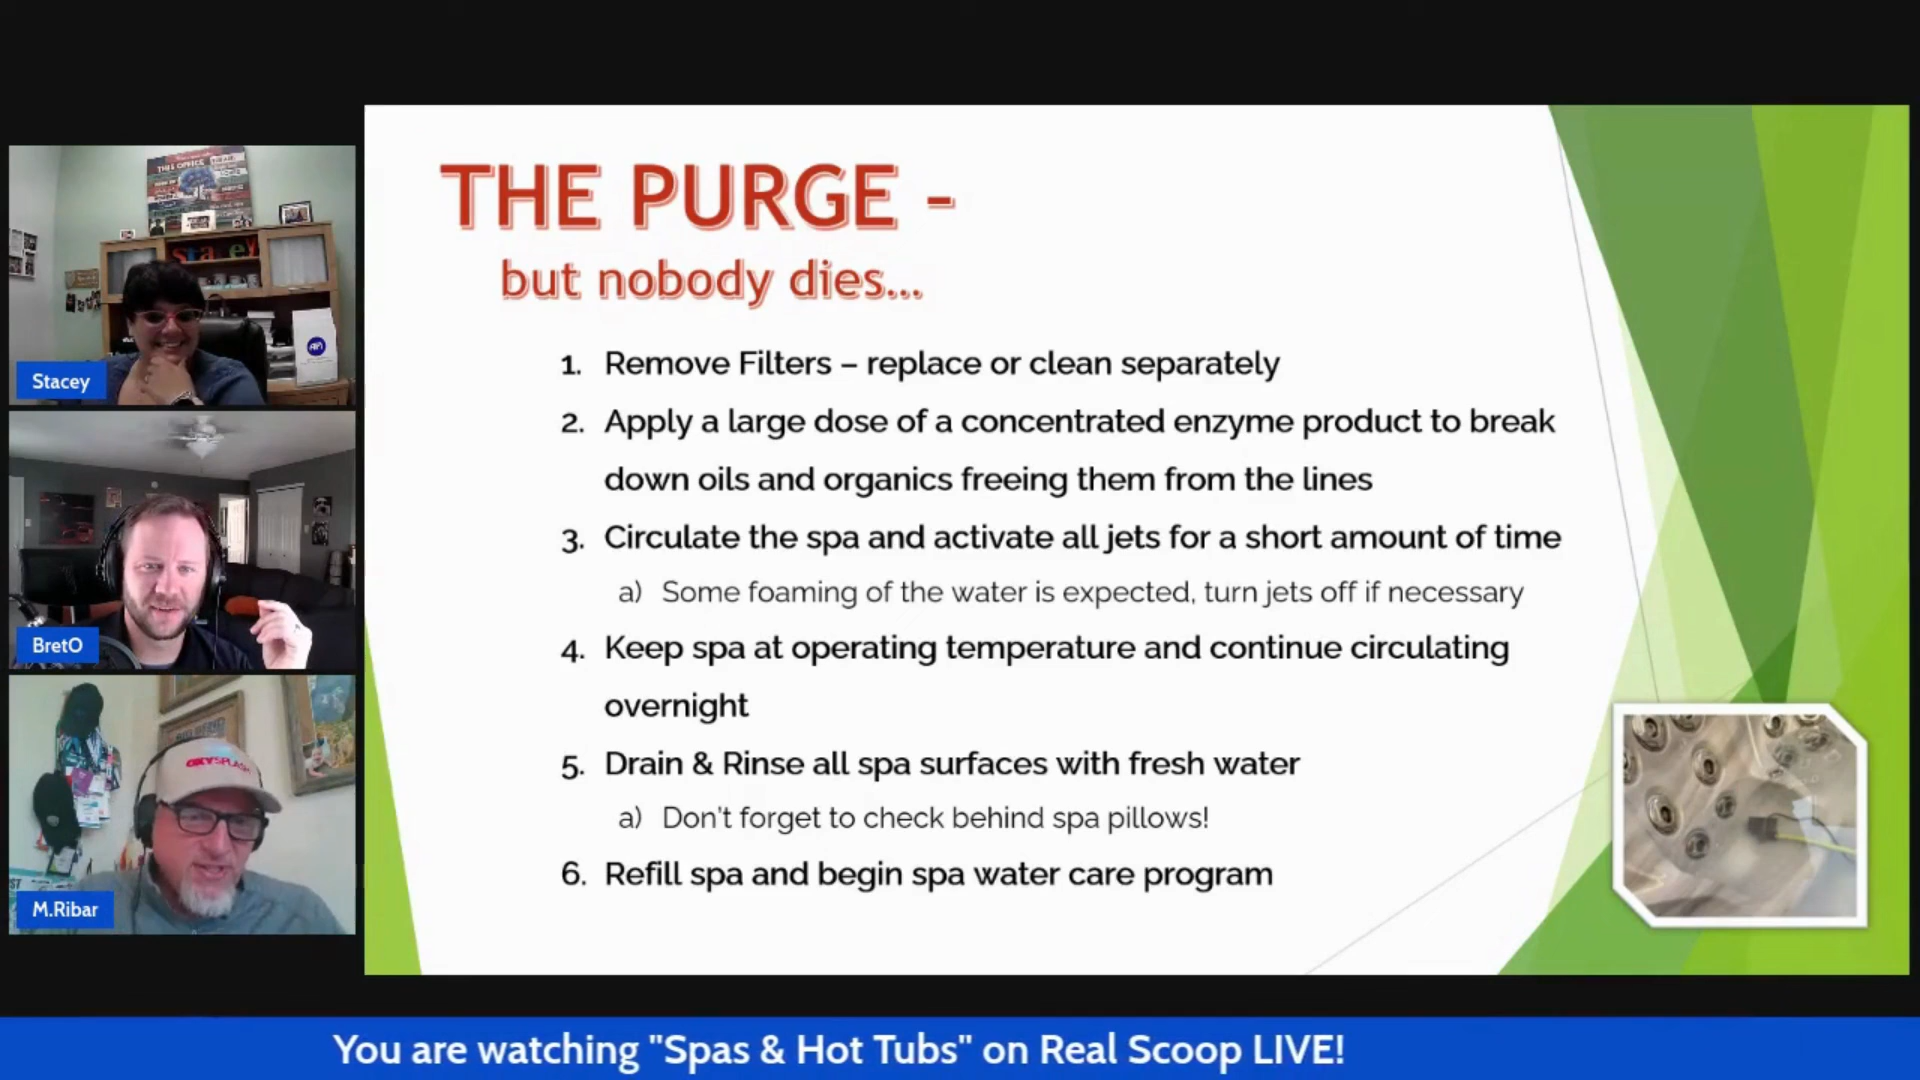 THIS OFFICE
Stacey
BretO
OXYSPLASH
M.Ribar
THE PURGE -
but nobody dies...
1. Remove Filters – replace or clean separately
2. Apply a large dose of a concentrated enzyme product to break
down oils and organics freeing them from the lines
3. Circulate the spa and activate all jets for a short amount of time
a) Some foaming of the water is expected, turn jets off if necessary
4. Keep spa at operating temperature and continue circulating
overnight
5. Drain & Rinse all spa surfaces with fresh water
a) Don't forget to check behind spa pillows!
6. Refill spa and begin spa water care program
You are watching "Spas & Hot Tubs" on Real Scoop LIVE!